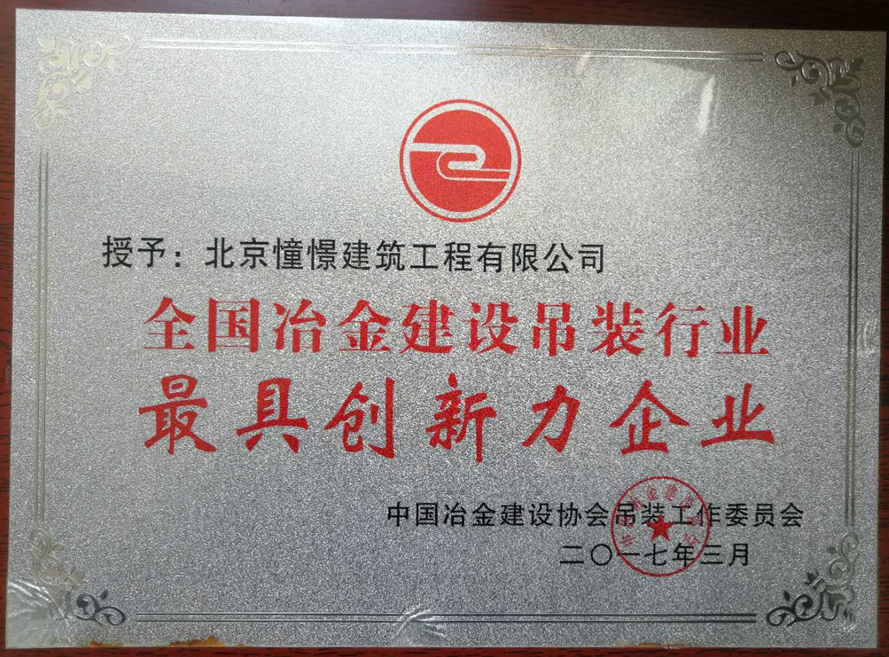 授予：北京憧憬建筑工程有限公司
全国冶金建设吊装行业
最具创新力企业
中国冶金建设协会吊装工作委员会
二〇一七年三月